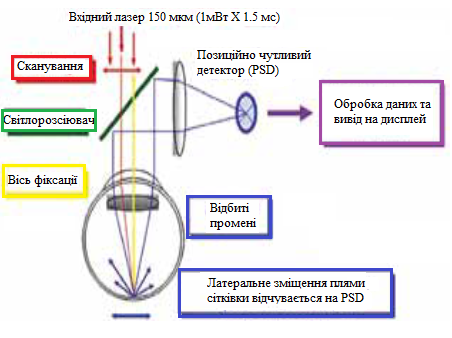 Вхідний лазер 150 мкм (1мВт X 1.5 мс)
Позиційно чутливий
детектор (PSD)
Сканування
Світлорозсіювач
Обробка даних та
вивід на дисплей
Вісь фіксації
Відбиті
промені
Латеральне зміщення плями
сітківки відчувається на PSD